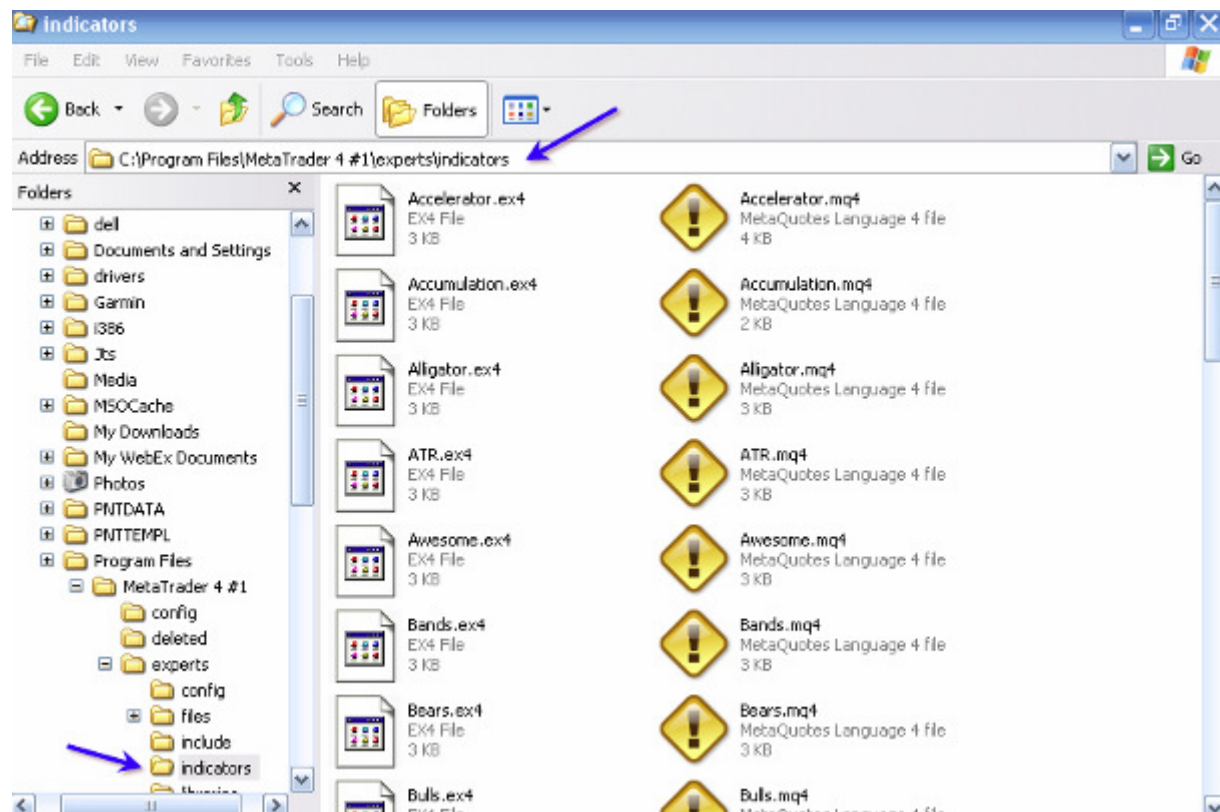 indicators
File Edit View Favorites Tools Help
Back Search Folders
Address C:\Program Files\MetaTrader 4 #1\experts\indicators Go
Folders
dell
Documents and Settings
drivers
Garmin
i386
Jts
Media
MSOCache
My Downloads
My WebEx Documents
Photos
PNTDATA
PNTTEMPL
Program Files
MetaTrader 4 #1
config
deleted
experts
config
files
include
indicators
Accelerator.ex4
EX4 File
3 KB
Accelerator.mq4
MetaQuotes Language 4 file
4 KB
Accumulation.ex4
EX4 File
3 KB
Accumulation.mq4
MetaQuotes Language 4 file
2 KB
Alligator.ex4
EX4 File
3 KB
Alligator.mq4
MetaQuotes Language 4 file
3 KB
ATR.ex4
EX4 File
3 KB
ATR.mq4
MetaQuotes Language 4 file
3 KB
Awesome.ex4
EX4 File
3 KB
Awesome.mq4
MetaQuotes Language 4 file
3 KB
Bands.ex4
EX4 File
3 KB
Bands.mq4
MetaQuotes Language 4 file
3 KB
Bears.ex4
EX4 File
3 KB
Bears.mq4
MetaQuotes Language 4 file
3 KB
Bulls.ex4
Bulls.mq4